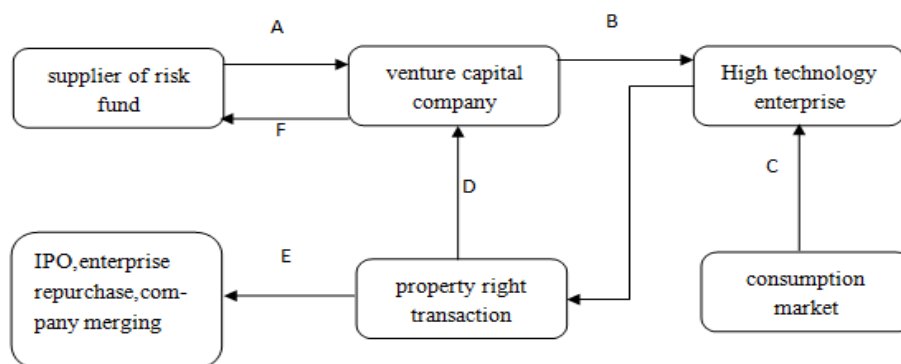 A
B
supplier of risk
fund
venture capital
company
High technology
enterprise
F
D
C
IPO,enterprise
repurchase,com-
pany merging
E
property right
transaction
consumption
market